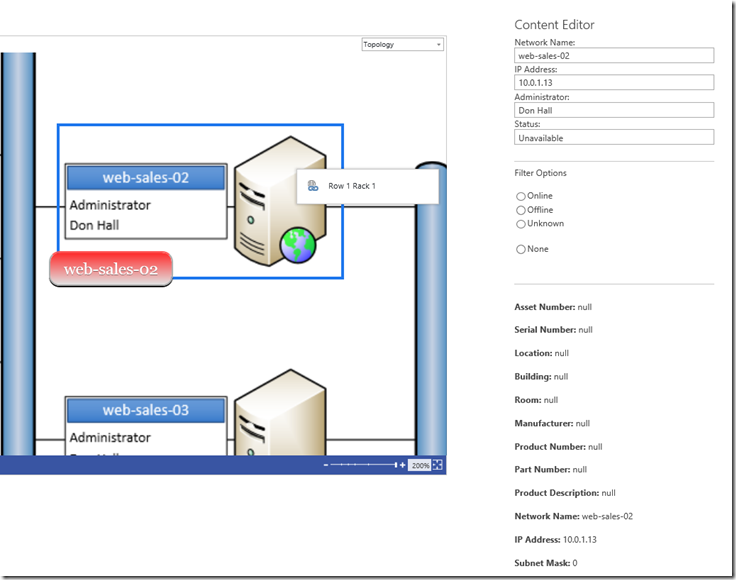 Topology
web-sales-02
Administrator
Don Hall
Row 1 Rack 1
web-sales-02
web-sales-03
Administrator
200%
Content Editor
Network Name:
web-sales-02
IP Address:
10.0.1.13
Administrator:
Don Hall
Status:
Unavailable
Filter Options
Online
Offline
Unknown
None
Asset Number: null
Serial Number: null
Location: null
Building: null
Room: null
Manufacturer: null
Product Number: null
Part Number: null
Product Description: null
Network Name: web-sales-02
IP Address: 10.0.1.13
Subnet Mask: 0